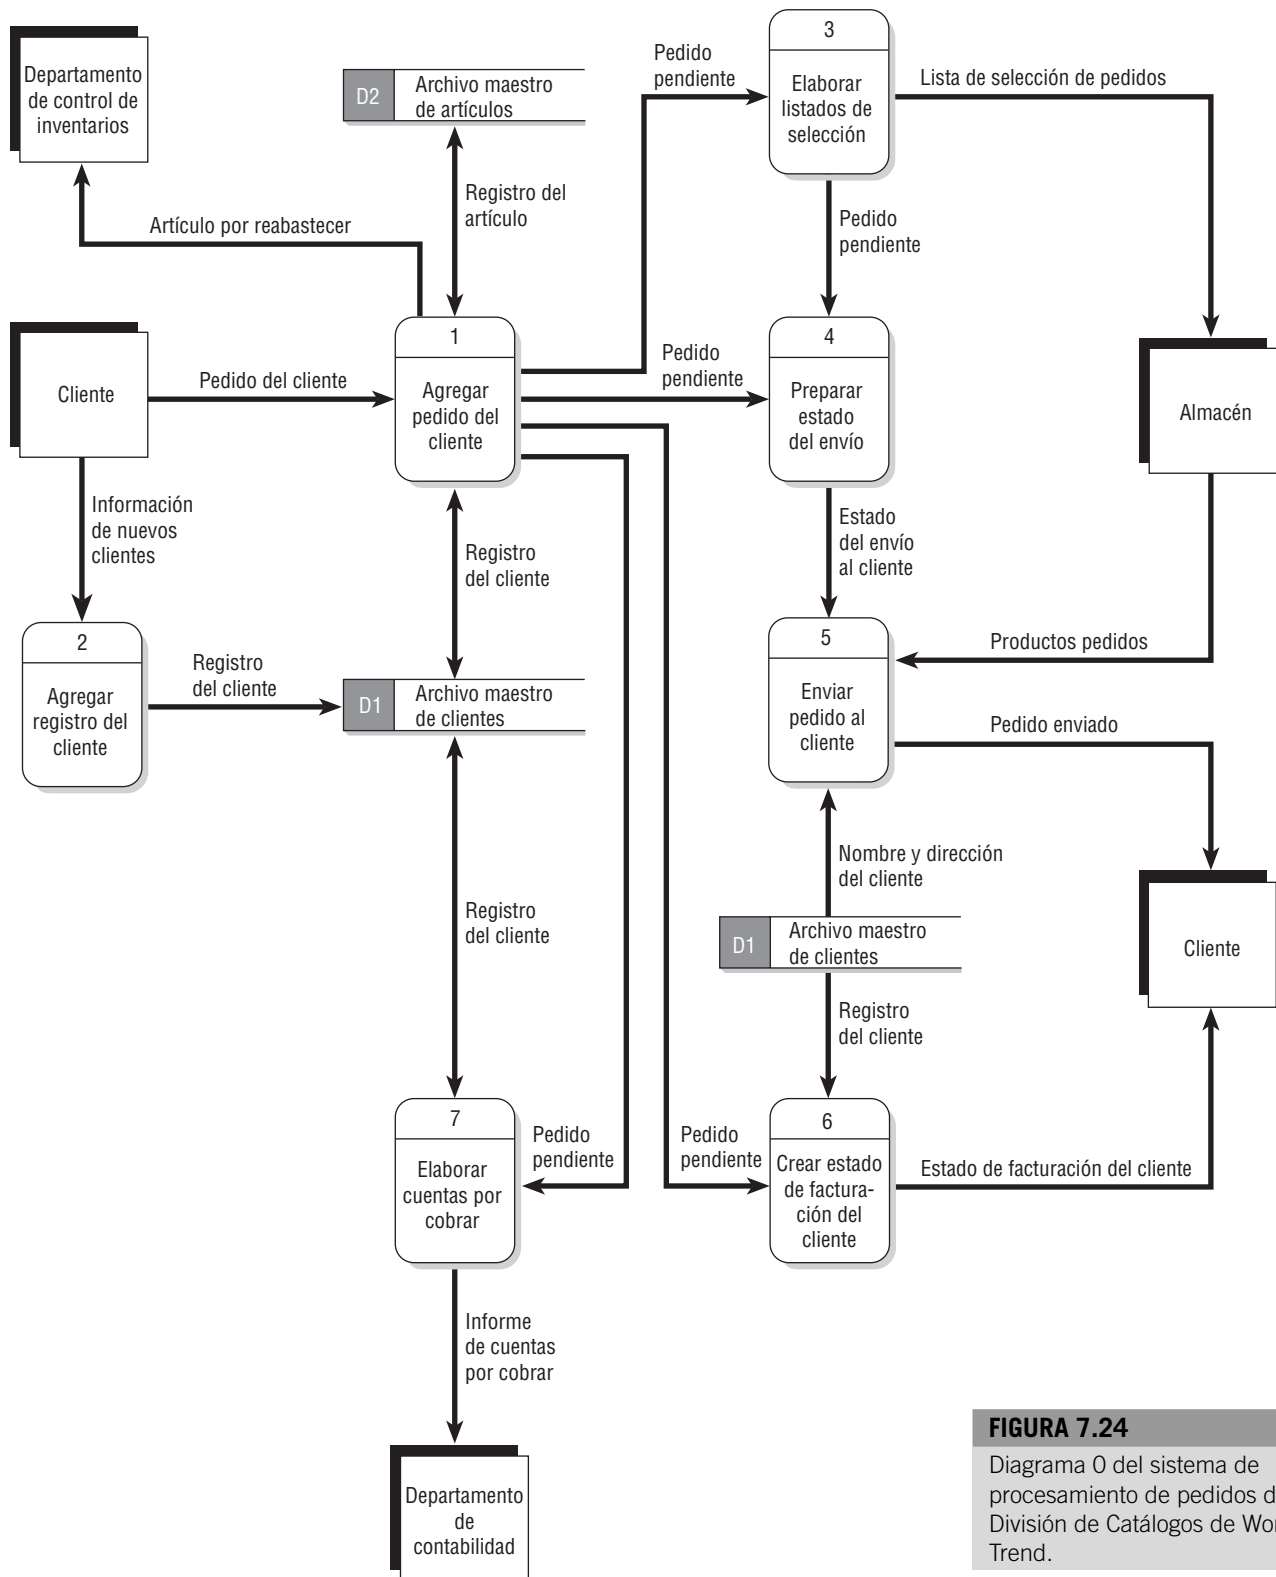 Departamento
de control de
inventarios
D2
Archivo maestro
de artículos
Pedido
pendiente
3
Elaborar
listados de
selección
Lista de selección de pedidos
Registro del
artículo
Artículo por reabastecer
Pedido
pendiente
Cliente
Pedido del cliente
1
Agregar
pedido del
cliente
Pedido
pendiente
4
Preparar
estado
del envío
Almacén
Información
de nuevos
clientes
Registro
del cliente
Estado
del envío
al cliente
2
Agregar
registro del
cliente
Registro
del cliente
D1
Archivo maestro
de clientes
5
Enviar
pedido al
cliente
Productos pedidos
Pedido enviado
Nombre y dirección
del cliente
Registro
del cliente
D1
Archivo maestro
de clientes
Cliente
Registro
del cliente
7
Elaborar
cuentas por
cobrar
Pedido
pendiente
Pedido
pendiente
6
Crear estado
de factura-
ción del
cliente
Estado de facturación del cliente
Informe
de cuentas
por cobrar
Departamento
de
contabilidad
FIGURA 7.24
Diagrama 0 del sistema de
procesamiento de pedidos
División de Catálogos de
Trend.